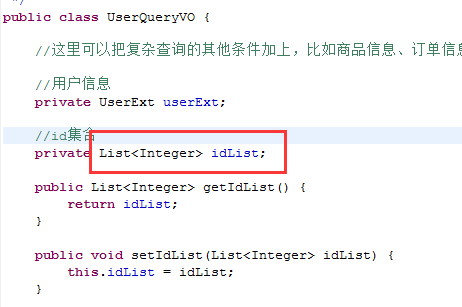 */
public class UserQueryVO {
//这里可以把复杂查询的其他条件加上，比如商品信息、订单信息
//用户信息
private UserExt userExt;
//id集合
private List<Integer> idList;
public List<Integer> getIdList() {
return idList;
}
public void setIdList(List<Integer> idList) {
this.idList = idList;
}